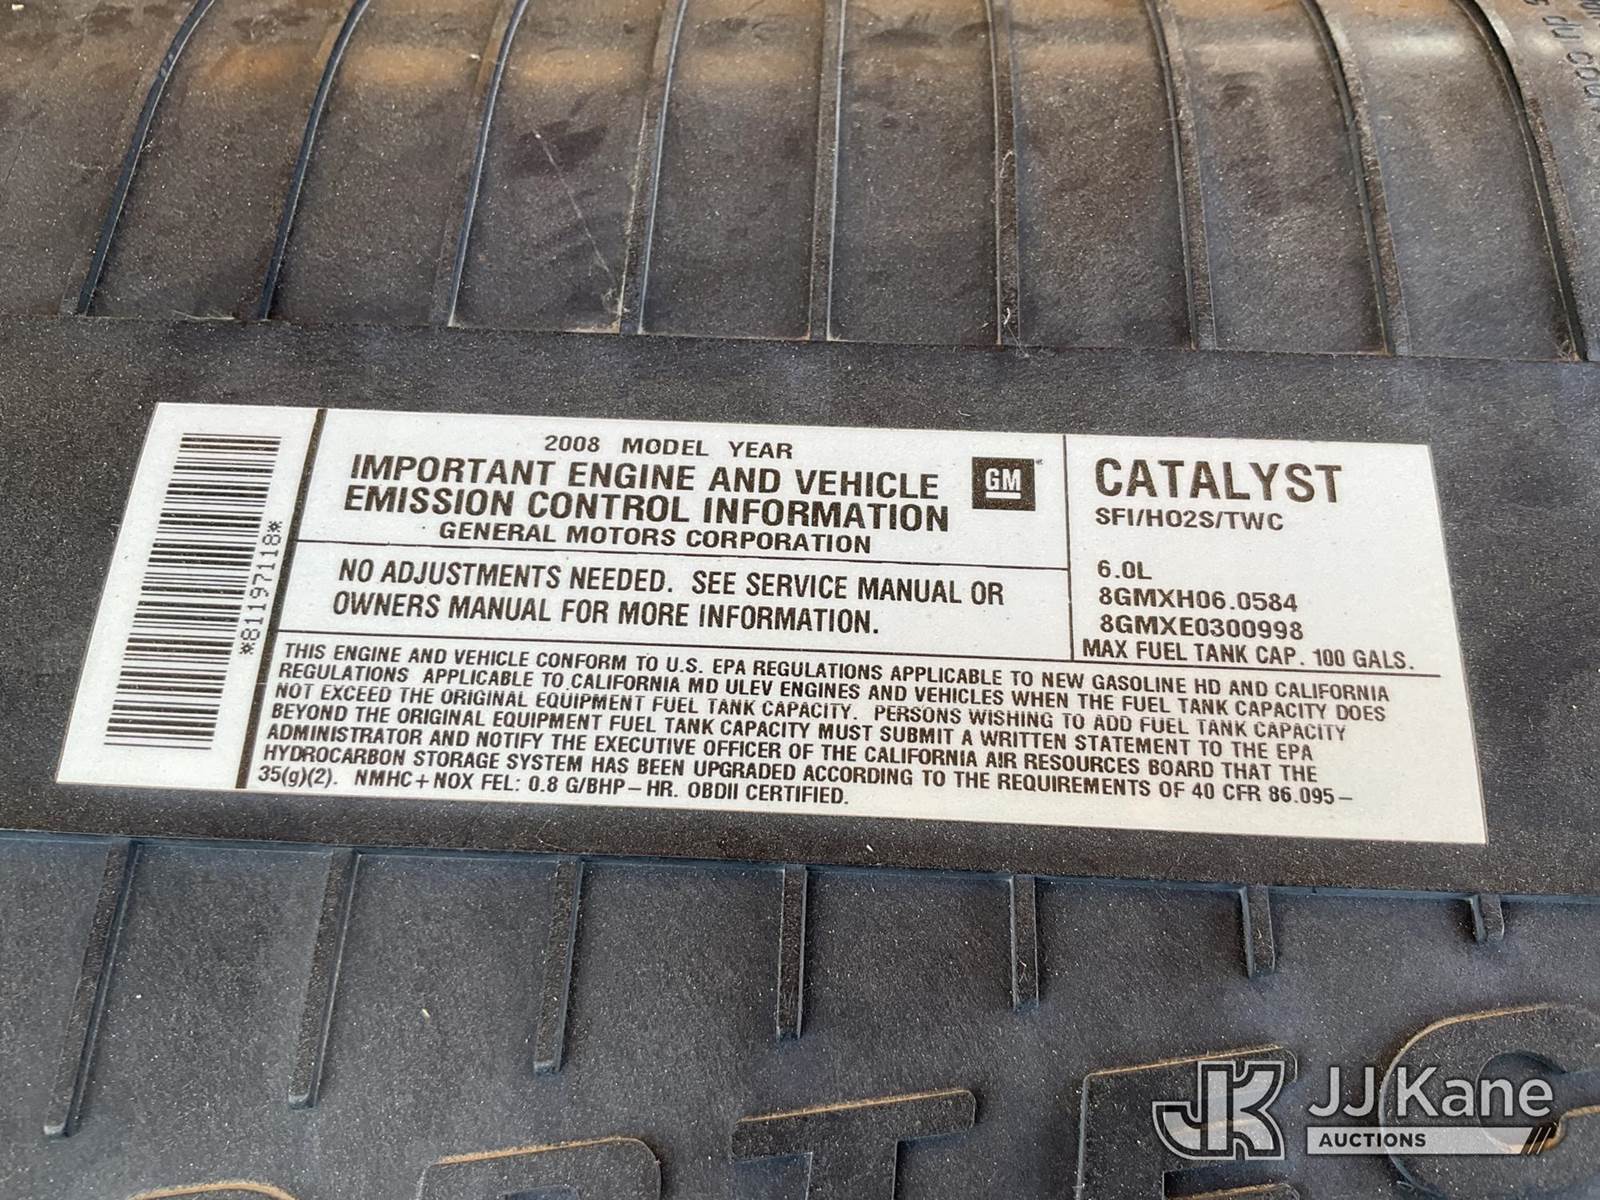 du cour
2008 MODEL YEAR
IMPORTANT ENGINE AND VEHICLE
EMISSION CONTROL INFORMATION
GENERAL MOTORS CORPORATION
GM
CATALYST
SFI/HO2S/TWC
6.0L
8GMXH06.0584
8GMXE0300998
MAX FUEL TANK CAP. 100 GALS.
NO ADJUSTMENTS NEEDED. SEE SERVICE MANUAL OR
OWNERS MANUAL FOR MORE INFORMATION.
*81197118*
THIS ENGINE AND VEHICLE CONFORM TO U.S. EPA REGULATIONS APPLICABLE TO NEW GASOLINE HD AND CALIFORNIA
REGULATIONS APPLICABLE TO CALIFORNIA MD ULEV ENGINES AND VEHICLES WHEN THE FUEL TANK CAPACITY DOES
NOT EXCEED THE ORIGINAL EQUIPMENT FUEL TANK CAPACITY. PERSONS WISHING TO ADD FUEL TANK CAPACITY
BEYOND THE ORIGINAL EQUIPMENT FUEL TANK CAPACITY MUST SUBMIT A WRITTEN STATEMENT TO THE EPA
ADMINISTRATOR AND NOTIFY THE EXECUTIVE OFFICER OF THE CALIFORNIA AIR RESOURCES BOARD THAT THE
HYDROCARBON STORAGE SYSTEM HAS BEEN UPGRADED ACCORDING TO THE REQUIREMENTS OF 40 CFR 86.095-
35(g)(2). NMHC+NOX FEL: 0.8 G/BHP-HR. OBDII CERTIFIED.
JK JJ Kane
AUCTIONS